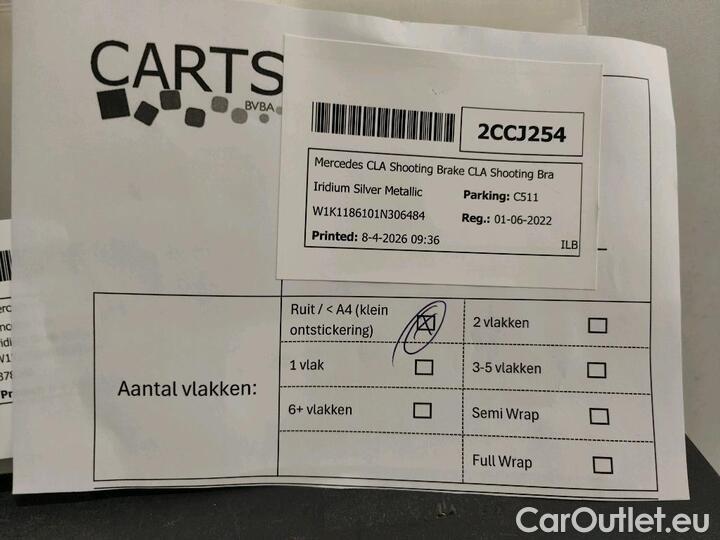 CARTS
BVBA
2CCJ254
Mercedes CLA Shooting Brake CLA Shooting Bra
Iridium Silver Metallic
Parking: C511
W1K1186101N306484
Reg.: 01-06-2022
Printed: 8-4-2026 09:36
ILB
Aantal vlakken:
Ruit / < A4 (klein
ontstickering)
2 vlakken
1 vlak
3-5 vlakken
6+ vlakken
Semi Wrap
Full Wrap
CarOutlet.eu